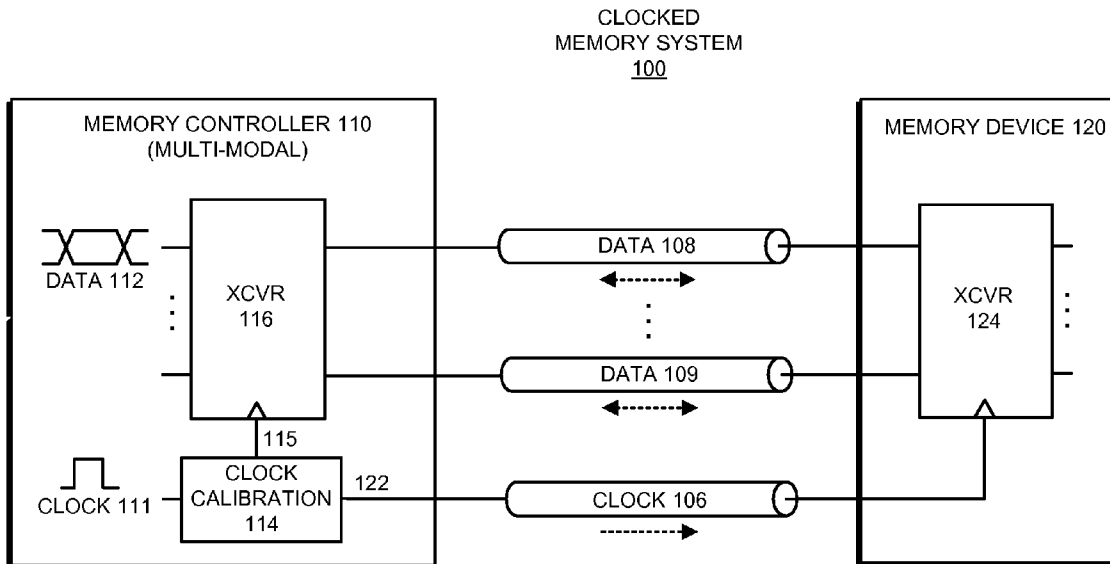 CLOCKED
MEMORY SYSTEM
100
MEMORY CONTROLLER 110
(MULTI-MODAL)
MEMORY DEVICE 120
DATA 112
XCVR
116
DATA 108
XCVR
124
DATA 109
115
CLOCK 111
CLOCK
CALIBRATION
114
122
CLOCK 106